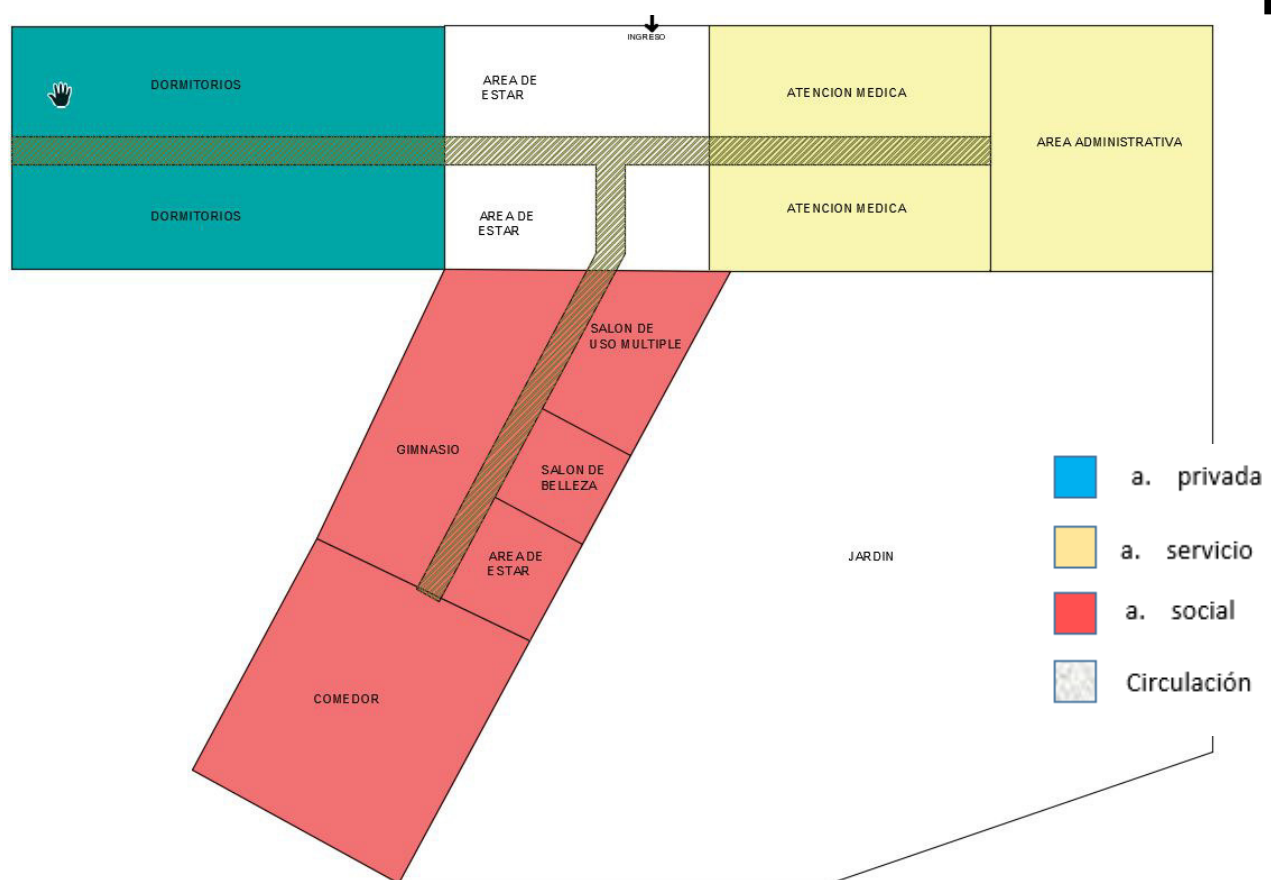 INGRESO
DORMITORIOS
AREA DE
ESTAR
ATENCION MEDICA
AREA ADMINISTRATIVA
DORMITORIOS
AREA DE
ESTAR
ATENCION MEDICA
SALON DE
USO MULTIPLE
GIMNASIO
SALON DE
BELLEZA
AREA DE
ESTAR
COMEDOR
JARDIN
a. privada
a. servicio
a. social
Circulación